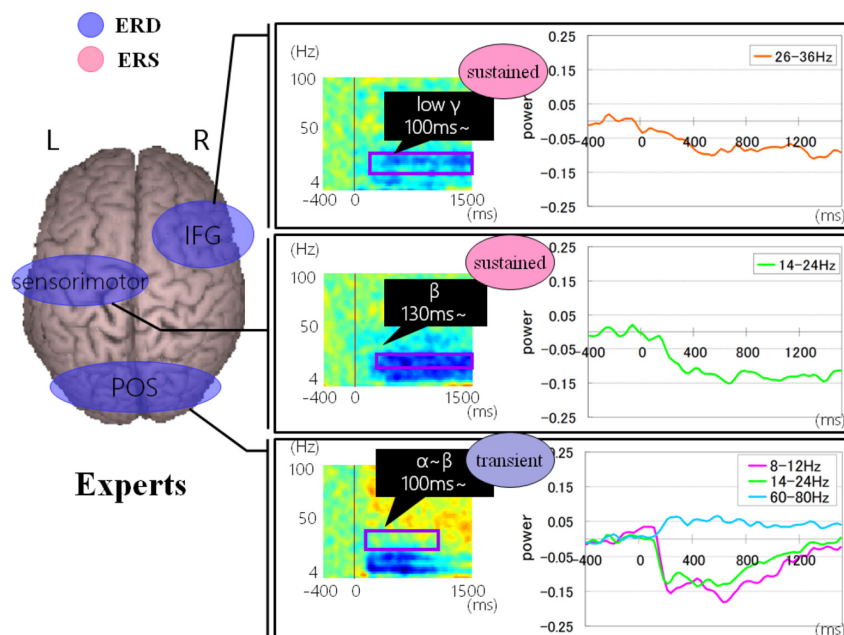 ERD
ERS
L
R
IFG
sensorimotor
POS
Experts
(Hz)
100
50
4
-400
0
1500
(ms)
low γ
100ms~
sustained
power
0.25
0.15
0.05
-0.05
-0.15
-0.25
-400
0
400
800
1200
(ms)
26-36Hz
(Hz)
100
50
4
-400
0
1500
(ms)
β
130ms~
sustained
power
0.25
0.15
0.05
-0.05
-0.15
-0.25
-400
0
400
800
1200
(ms)
14-24Hz
(Hz)
100
50
4
-400
0
1500
(ms)
α~β
100ms~
transient
power
0.25
0.15
0.05
-0.05
-0.15
-0.25
-400
0
400
800
1200
(ms)
8-12Hz
14-24Hz
60-80Hz